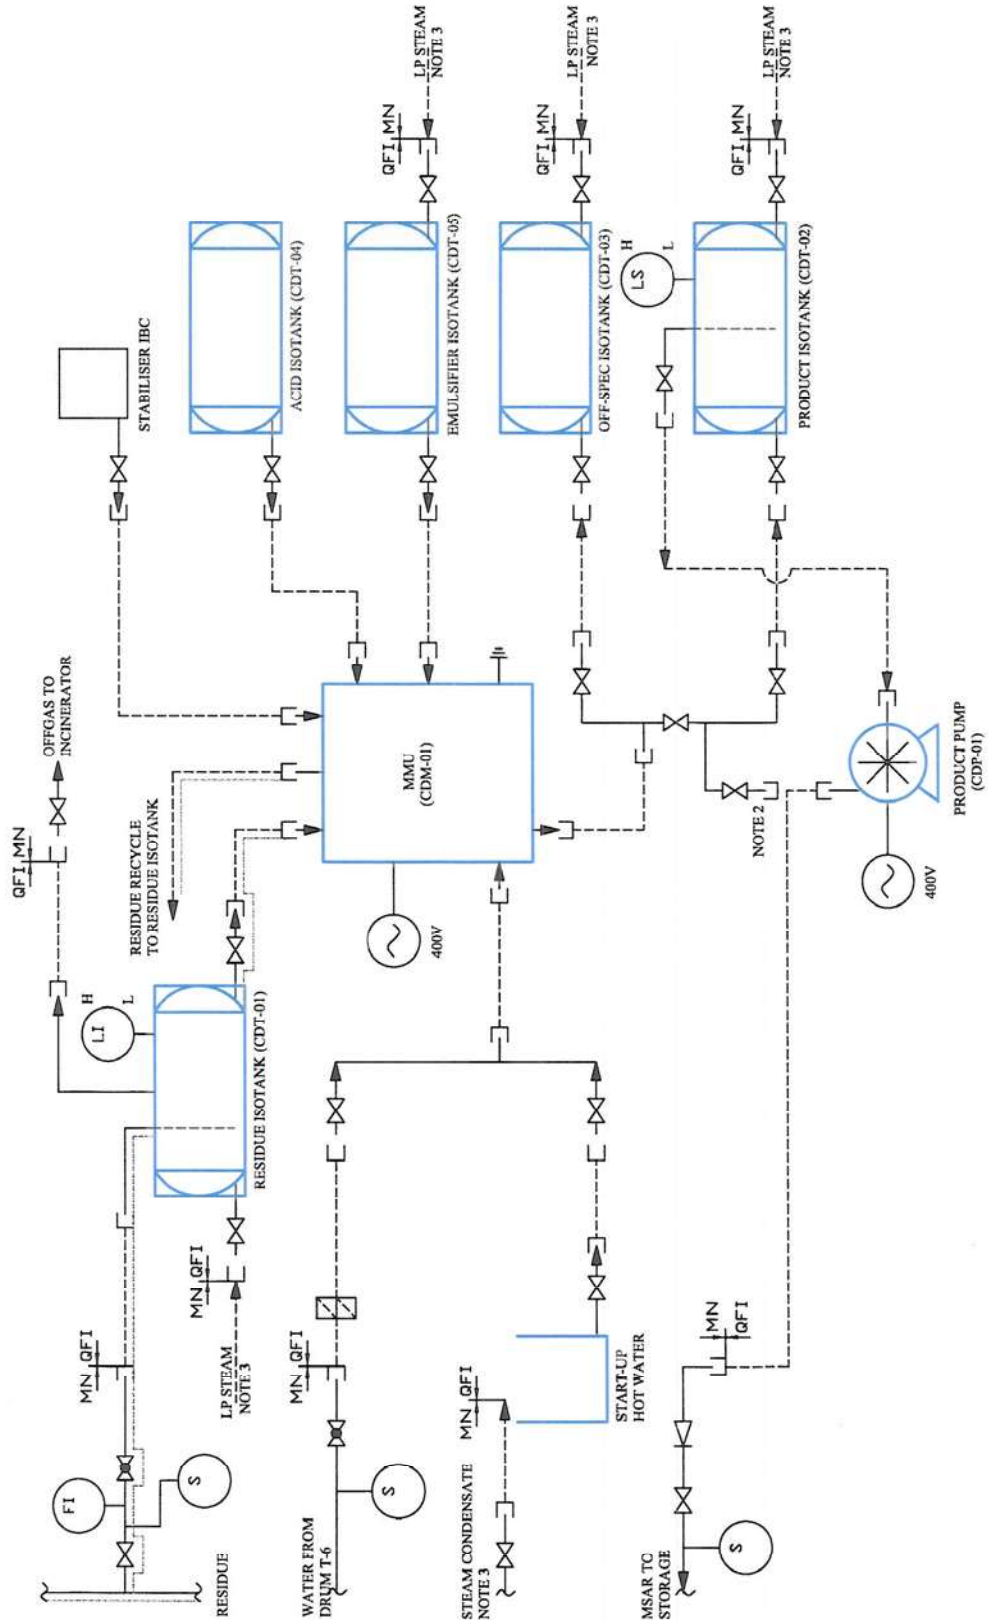 STABILISER IBC
ACID ISOTANK (CDT-04)
EMULSIFIER ISOTANK (CDT-05)
OFF-SPEC ISOTANK (CDT-03)
PRODUCT ISOTANK (CDT-02)
LP STEAM
NOTE 3
QFI MN
LP STEAM
NOTE 3
QFI MN
LP STEAM
NOTE 3
QFI MN
LS
H
L
OFFGAS TO
INCINERATOR
QFI MN
RESIDUE RECYCLE
TO RESIDUE ISOTANK
MMU
(CDM-01)
400V
NOTE 2
PRODUCT PUMP
(CDP-01)
400V
LI
H
L
RESIDUE ISOTANK (CDT-01)
MN QFI
LP STEAM
NOTE 3
MN QFI
FI
S
RESIDUE
MN QFI
WATER FROM
DRUM T-6
S
MN QFI
STEAM CONDENSATE
NOTE 3
START-UP
HOT WATER
MN
QFI
MSAR TO
STORAGE
S